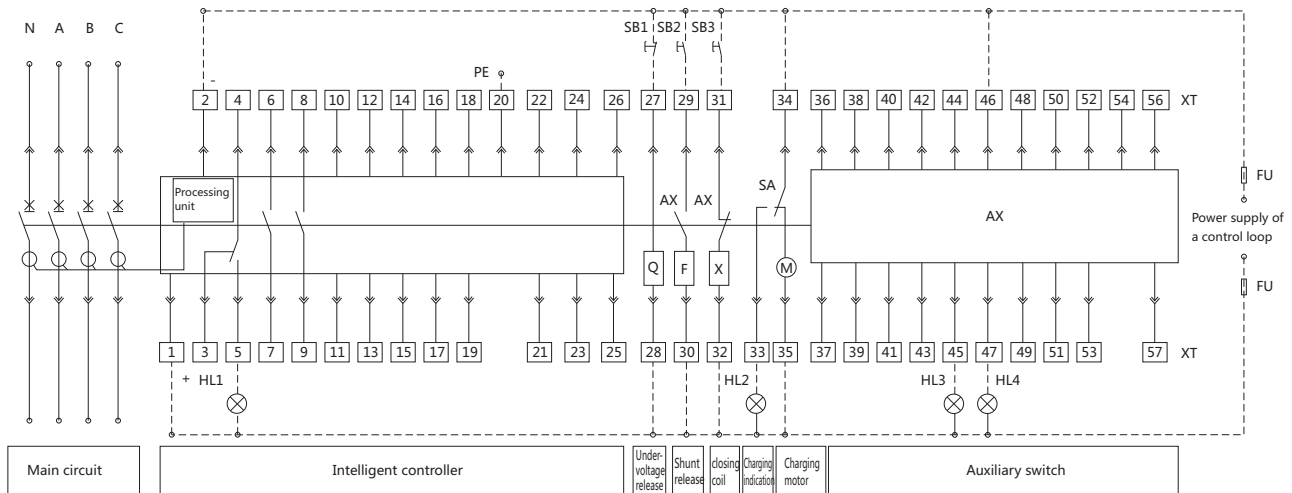 SB1 SB2 SB3
N A B C
PE
-
2 4 6 8 10 12 14 16 18 20 22 24 26 27 29 31 34 36 38 40 42 44 46 48 50 52 54 56 XT
FU
Processing
unit
AX AX SA AX
Power supply of
a control loop
Q F X M
FU
1 3 5 7 9 11 13 15 17 19 21 23 25 28 30 32 33 35 37 39 41 43 45 47 49 51 53 57 XT
+ HL1 HL2 HL3 HL4
Main circuit
Intelligent controller
Under-
voltage
release
Shunt
release
closing
coil
Charging
indication
Charging
motor
Auxiliary switch